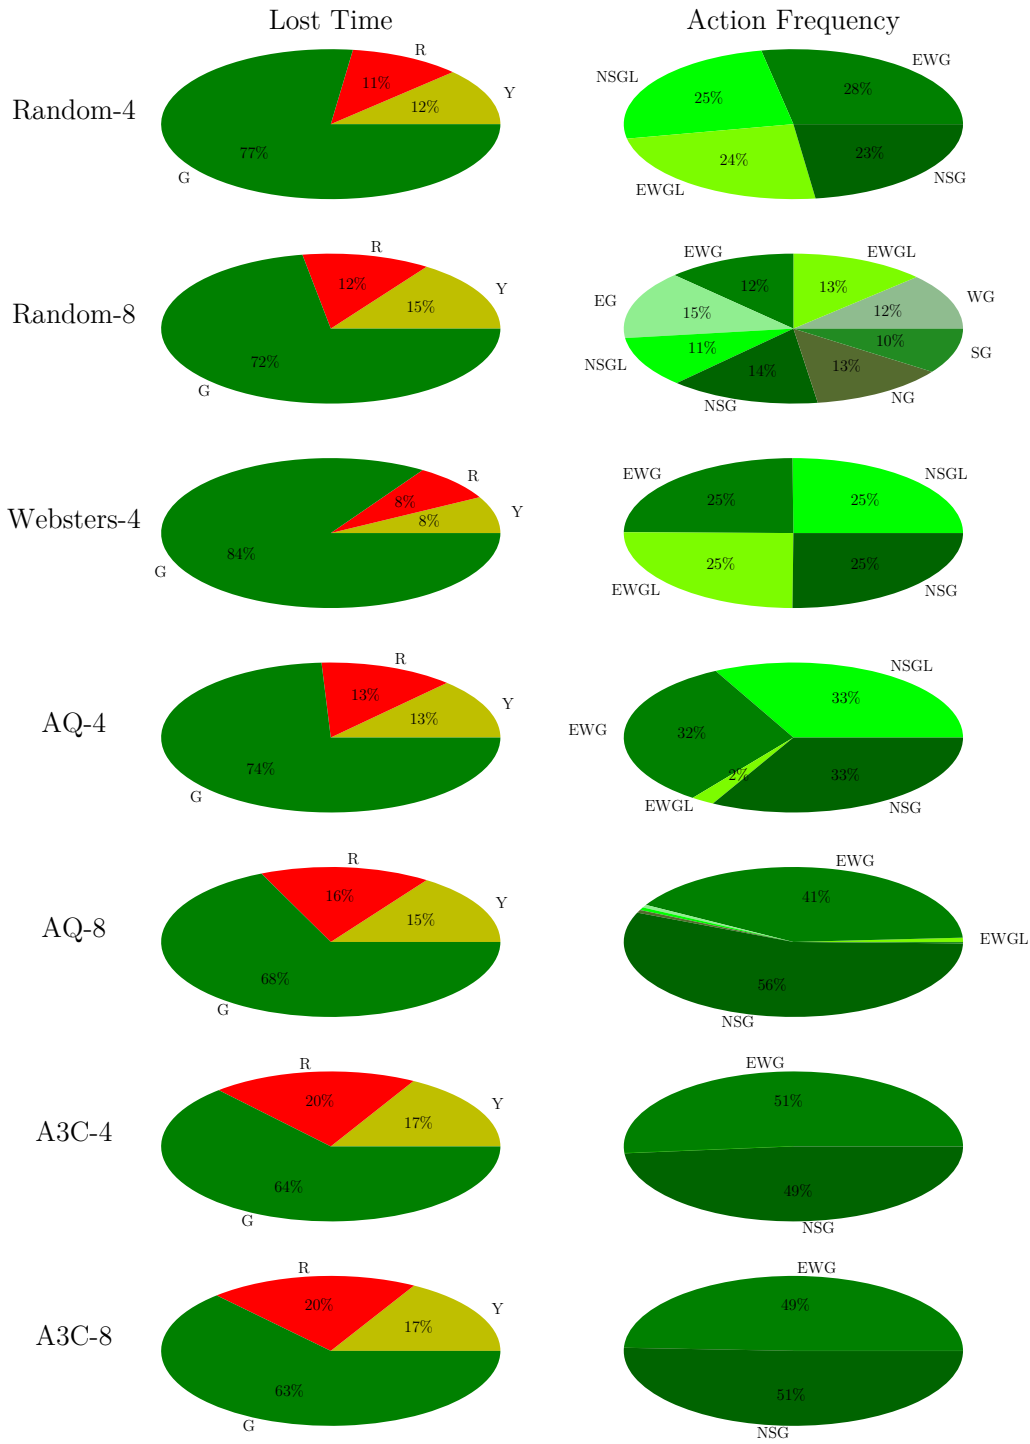 Lost Time
Action Frequency
Random-4
R
11%
Y
12%
77%
G
EWG
28%
NSGL
25%
24%
EWGL
23%
NSG
Random-8
R
12%
Y
15%
72%
G
EWG
12%
EWGL
13%
WG
12%
EG
15%
10%
SG
NSGL
11%
14%
NSG
13%
NG
Websters-4
R
8%
Y
8%
84%
G
EWG
25%
NSGL
25%
25%
EWGL
25%
NSG
AQ-4
R
13%
Y
13%
74%
G
NSGL
33%
EWG
32%
2%
EWGL
33%
NSG
AQ-8
R
16%
Y
15%
68%
G
EWG
41%
EWGL
56%
NSG
A3C-4
R
20%
Y
17%
64%
G
EWG
51%
49%
NSG
A3C-8
R
20%
Y
17%
63%
G
EWG
49%
51%
NSG